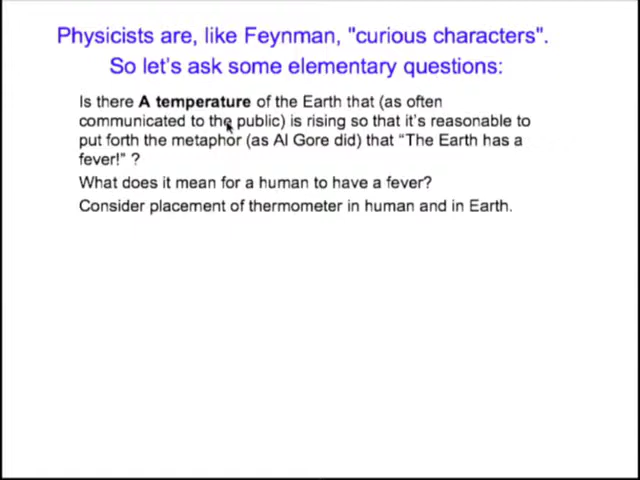 Physicists are, like Feynman, "curious characters".
So let's ask some elementary questions:
Is there A temperature of the Earth that (as often
communicated to the public) is rising so that it's reasonable to
put forth the metaphor (as Al Gore did) that “The Earth has a
fever!” ?
What does it mean for a human to have a fever?
Consider placement of thermometer in human and in Earth.